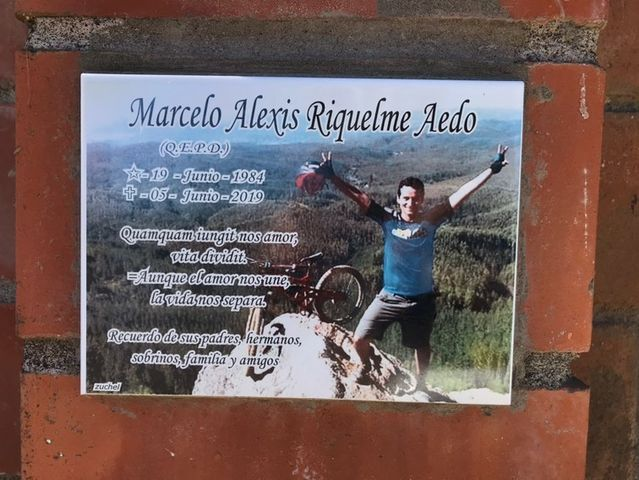 Marcelo Alexis Riquelme Aedo
(Q.E.P.D,)
☆- 19 - Junio - 1984
✝ - 05 - Junio - 2019
Quamquam iungit nos amor,
vita dividit.
=Aunque el amor nos une,
la vida nos separa.
Recuerdo de sus padres, hermanos,
sobrinos, familia y amigos
zuchel